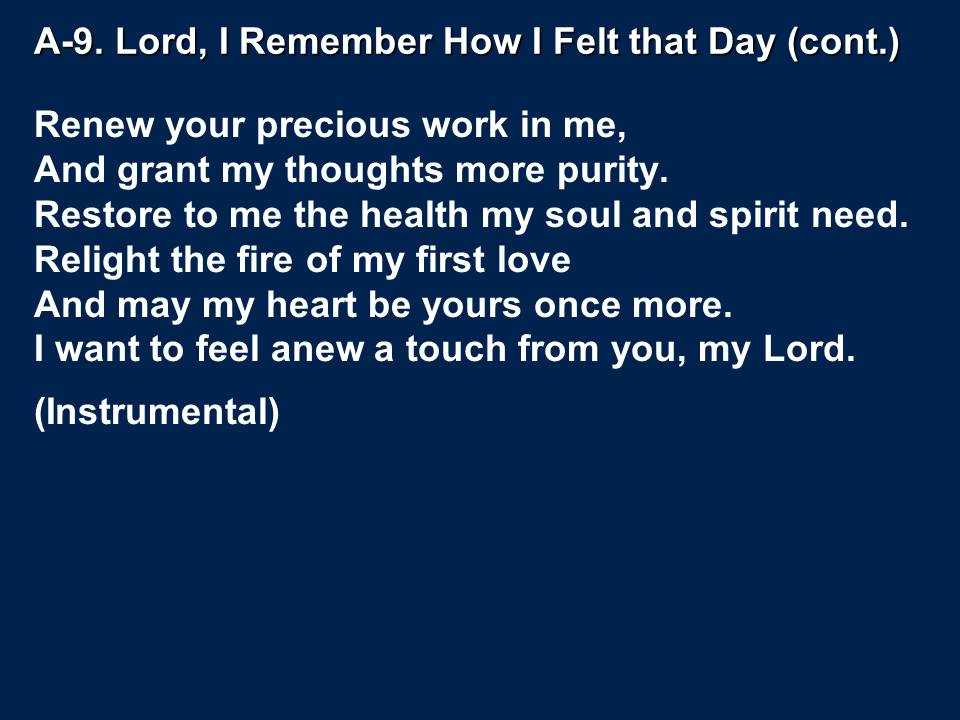 A-9. Lord, I Remember How I Felt that Day (cont.)
Renew your precious work in me,
And grant my thoughts more purity.
Restore to me the health my soul and spirit need.
Relight the fire of my first love
And may my heart be yours once more.
I want to feel anew a touch from you, my Lord.
(Instrumental)